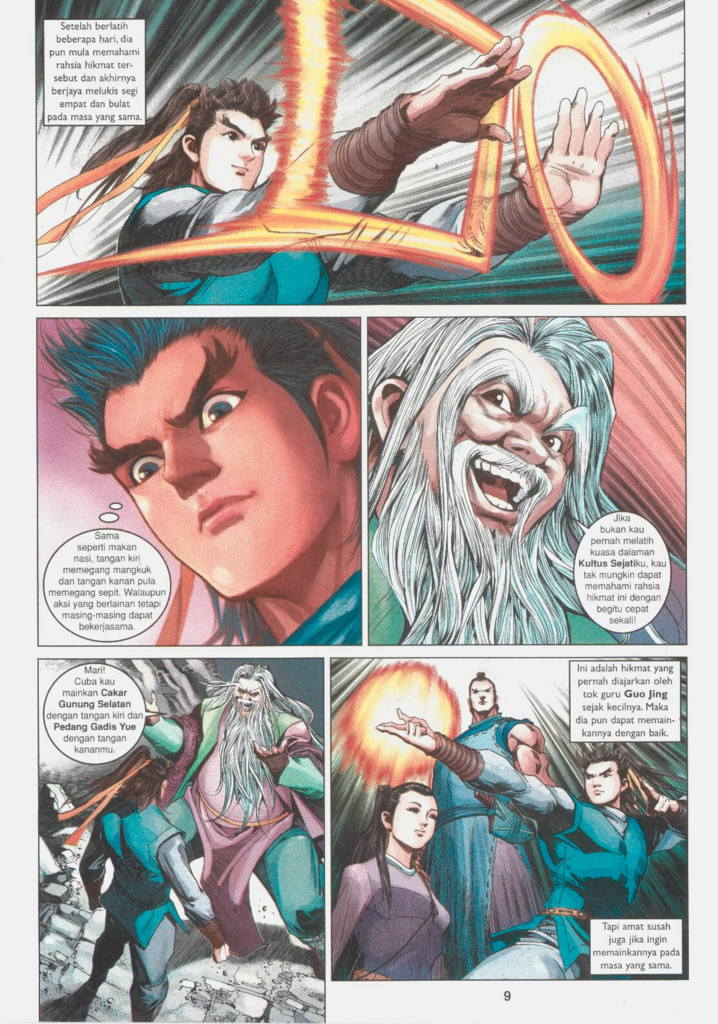 Setelah berlatih
beberapa hari, dia
pun mula memahami
rahsia hikmat ter-
sebut dan akhirnya
berjaya melukis segi
empat dan bulat
pada masa yang sama.
Sama
seperti makan
nasi, tangan kiri
memegang mangkuk
dan tangan kanan pula
memegang sepit. Walaupun
aksi yang berlainan tetapi
masing-masing dapat
bekerjasama.
Jika
bukan kau
pernah melatih
kuasa dalaman
Kultus Sejatiku, kau
tak mungkin dapat
memahami rahsia
hikmat ini dengan
begitu cepat
sekali!
Mari!
Cuba kau
mainkan Cakar
Gunung Selatan
dengan tangan kiri dan
Pedang Gadis Yue
dengan tangan
kananmu.
Ini adalah hikmat yang
pernah diajarkan oleh
tok guru Guo Jing
sejak kecilnya. Maka
dia pun dapat memain-
kannya dengan baik.
Tapi amat susah
juga jika ingin
memainkannya pada
masa yang sama.
9